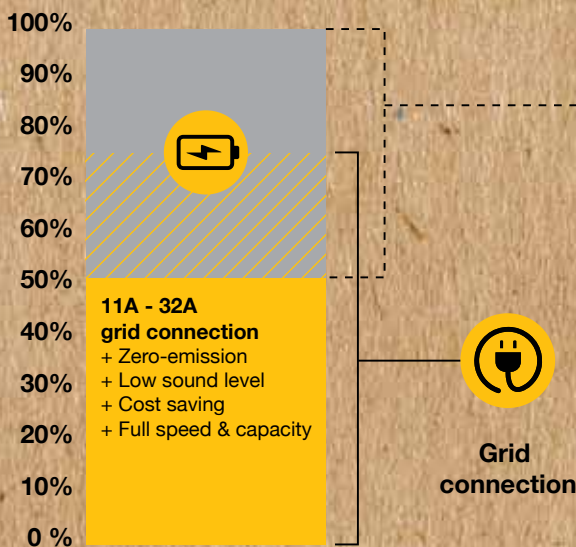 100%
90%
80%
70%
60%
50%
40%
30%
20%
10%
0 %
11A - 32A
grid connection
+ Zero-emission
+ Low sound level
+ Cost saving
+ Full speed & capacity
Grid
connection